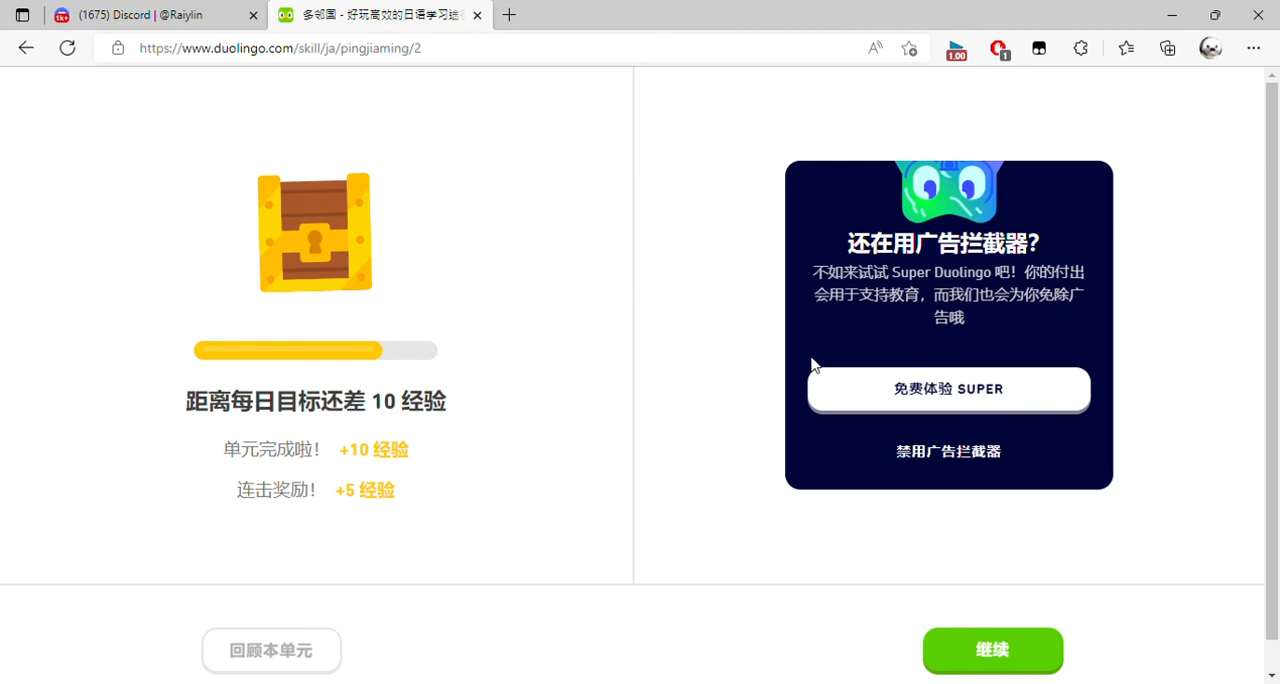 (1675) Discord | @Raiylin
多邻国 - 好玩高效的日语学习途
https://www.duolingo.com/skill/ja/pingjiaming/2
1.00
1
还在用广告拦截器？
不如来试试 Super Duolingo 吧！你的付出
会用于支持教育，而我们也会为你免除广
告哦
免费体验 SUPER
禁用广告拦截器
距离每日目标还差 10 经验
单元完成啦！ +10 经验
连击奖励！ +5 经验
回顾本单元
继续